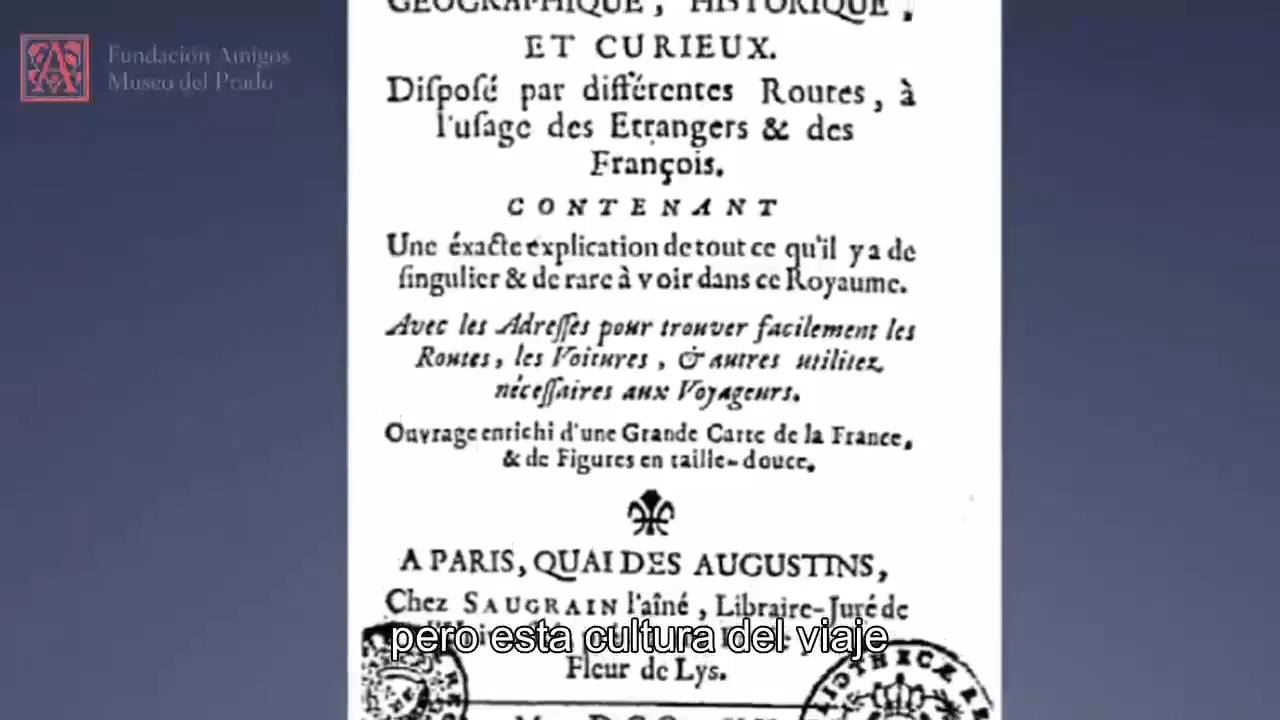 Fundación Amigos
Museo del Prado
GEOGRAPHIQUE, HISTORIQUE,
ET CURIEUX.
Diſpoſé par différentes Routes, à
l'uſage des Etrangers & des
François.
CONTENANT
Une éxacte explication de tout ce qu'il y a de
ſingulier & de rare à voir dans ce Royaume.
Avec les Adreſſes pour trouver facilement les
Routes, les Voitures, & autres utilitez
néceſſaires aux Voyageurs.
Ouvrage enrichi d'une Grande Carte de la France,
& de Figures en taille-douce.
A PARIS, QUAI DES AUGUSTINS,
Chez SAUGRAIN l'aîné, Libraire-Juré de
pero esta cultura del viaje
Fleur de Lys.